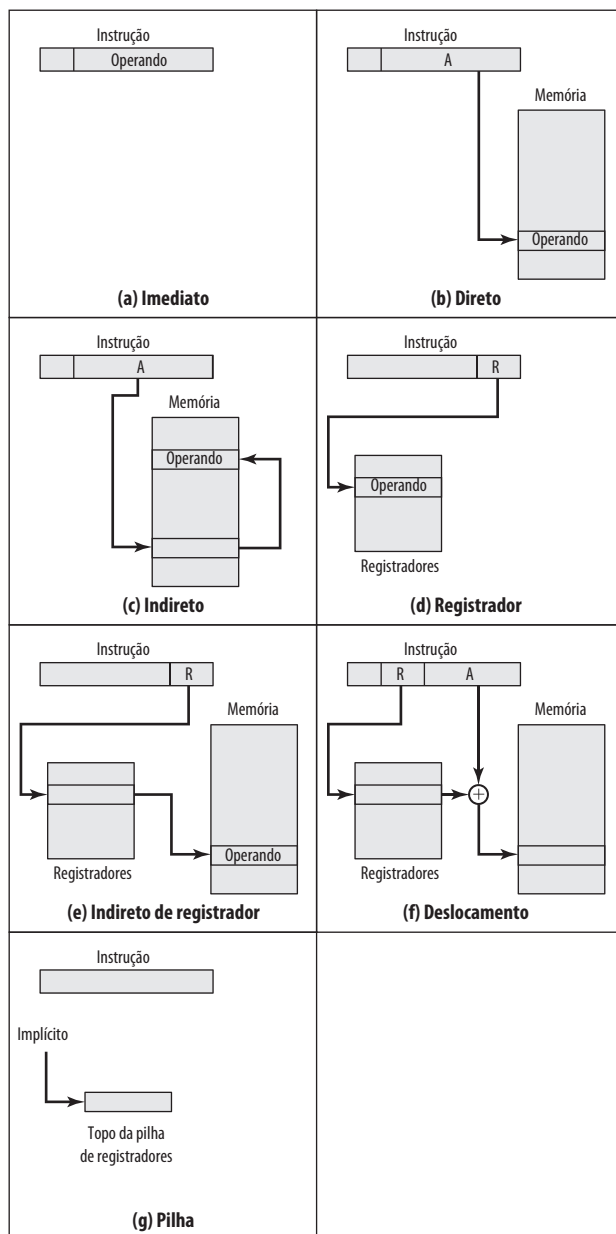 Instrução
Operando
(a) Imediato
Instrução
A
Memória
Operando
(b) Direto
Instrução
A
Memória
Operando
(c) Indireto
Instrução
R
Operando
Registradores
(d) Registrador
Instrução
R
Memória
Operando
Registradores
(e) Indireto de registrador
Instrução
R A
Memória
+
Registradores
(f) Deslocamento
Instrução
Implícito
Topo da pilha
de registradores
(g) Pilha